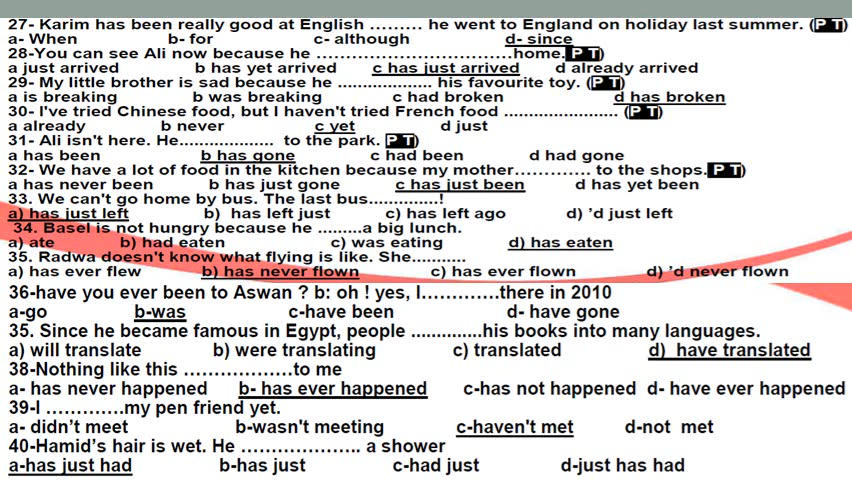 27- Karim has been really good at English ……… he went to England on holiday last summer. (P T)
a- When b- for c- although d- since
28-You can see Ali now because he ……………………………home.(P T)
a just arrived b has yet arrived c has just arrived d already arrived
29- My little brother is sad because he ................... his favourite toy. (P T)
a is breaking b was breaking c had broken d has broken
30- I've tried Chinese food, but I haven't tried French food ....................... (P T)
a already b never c yet d just
31- Ali isn't here. He................... to the park. P T)
a has been b has gone c had been d had gone
32- We have a lot of food in the kitchen because my mother…………. to the shops.P T)
a has never been b has just gone c has just been d has yet been
33. We can't go home by bus. The last bus..............!
a) has just left b) has left just c) has left ago d) ’d just left
34. Basel is not hungry because he .........a big lunch.
a) ate b) had eaten c) was eating d) has eaten
35. Radwa doesn't know what flying is like. She...........
a) has ever flew b) has never flown c) has ever flown d) ’d never flown
36-have you ever been to Aswan ? b: oh ! yes, I………….there in 2010
a-go b-was c-have been d- have gone
35. Since he became famous in Egypt, people .............his books into many languages.
a) will translate b) were translating c) translated d) have translated
38-Nothing like this ………………to me
a- has never happened b- has ever happened c-has not happened d- have ever happened
39-I ………….my pen friend yet.
a- didn’t meet b-wasn't meeting c-haven't met d-not met
40-Hamid’s hair is wet. He …………………. a shower
a-has just had b-has just c-had just d-just has had